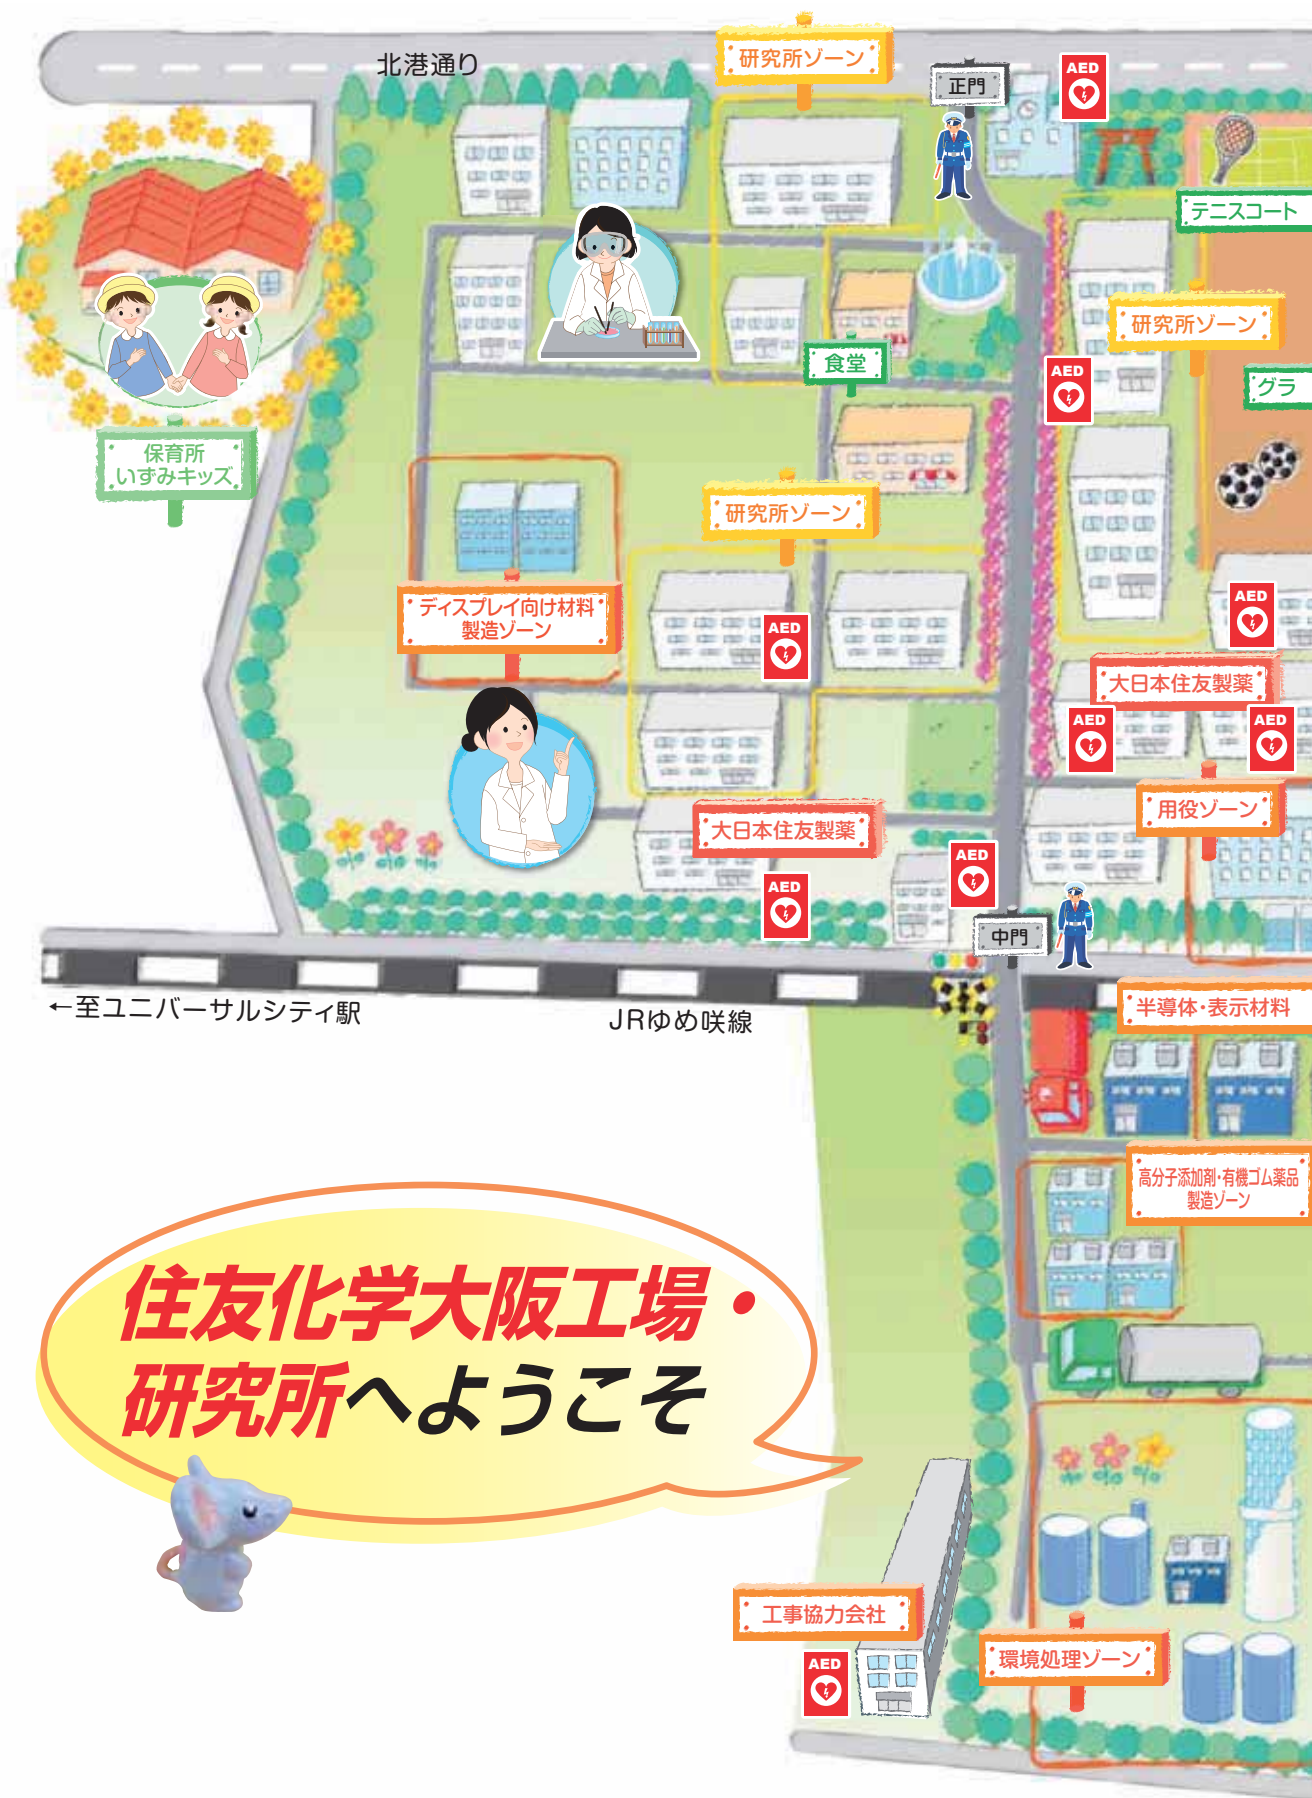 北港通り
研究所ゾーン
正門
AED
テニスコート
研究所ゾーン
食堂
AED
グラ
保育所
いずみキッズ
研究所ゾーン
ディスプレイ向け材料
製造ゾーン
AED
AED
大日本住友製薬
AED
AED
用役ゾーン
大日本住友製薬
AED
AED
中門
←至ユニバーサルシティ駅
JRゆめ咲線
半導体・表示材料
高分子添加剤・有機ゴム薬品
製造ゾーン
住友化学大阪工場・
研究所へようこそ
工事協力会社
AED
環境処理ゾーン